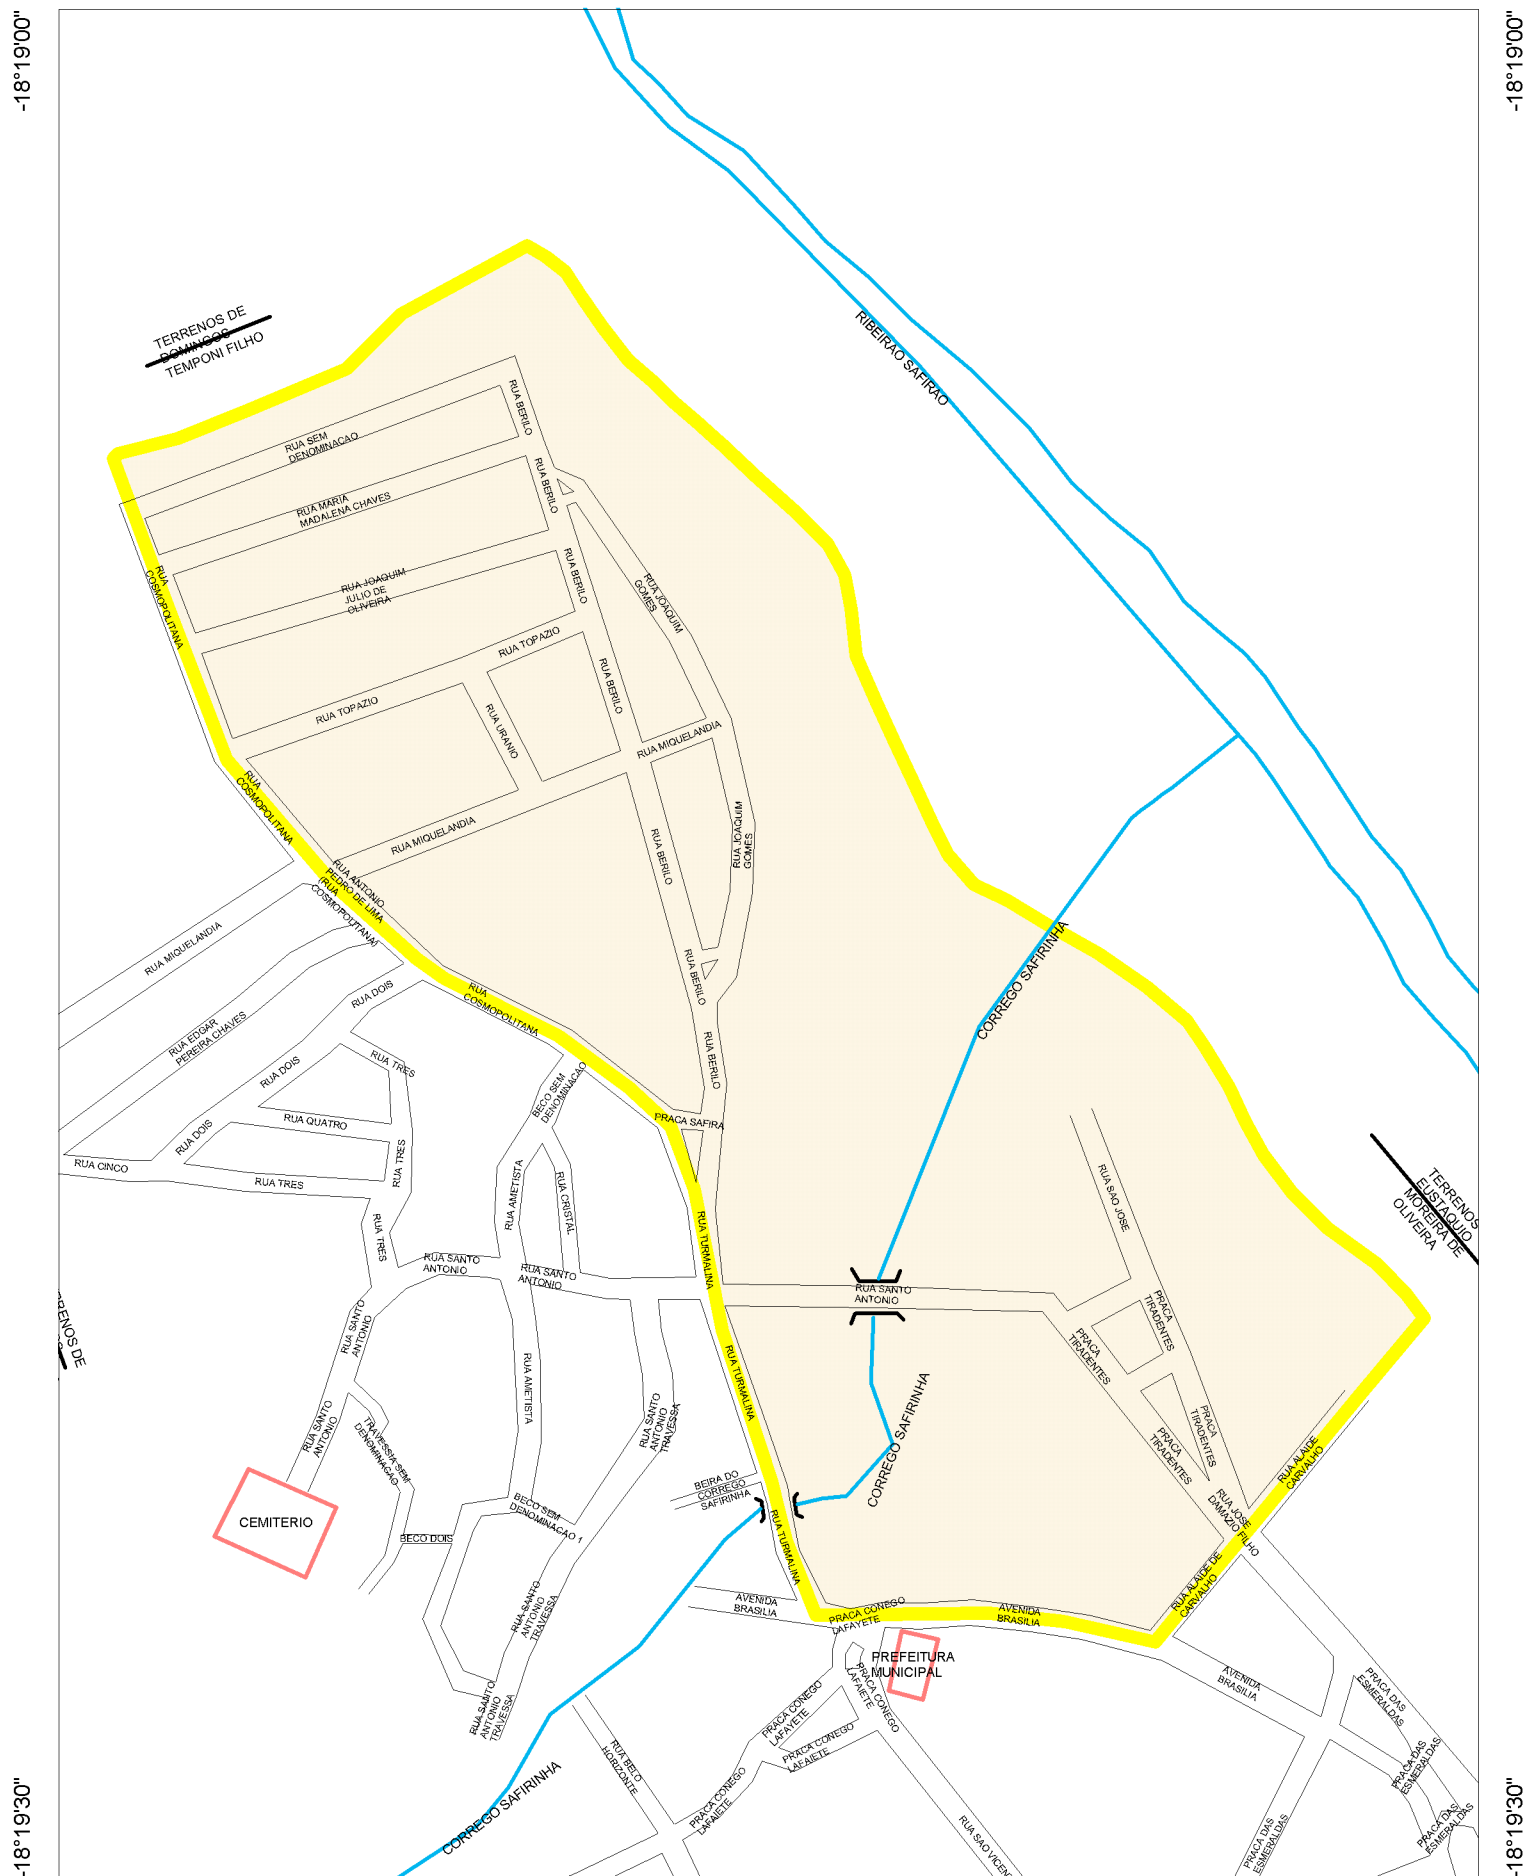 -18°19'00"
-18°19'00"
TERRENOS DE
DOMINGOS
TEMPONI FILHO
RIBEIRAO SAFIRAO
RUA BERILO
RUA SEM
DENOMINACAO
RUA BERILO
RUA MARIA
MADALENA CHAVES
RUA BERILO
RUA
COSMOPOLITANA
RUA JOAQUIM
JULIO DE
OLIVEIRA
RUA JOAQUIM
GOMES
RUA TOPAZIO
RUA BERILO
RUA TOPAZIO
RUA URANIO
RUA MIQUELANDIA
RUA
COSMOPOLITANA
RUA MIQUELANDIA
RUA BERILO
RUA JOAQUIM
GOMES
RUA ANTONIO
PEDRO DE LIMA
(RUA
COSMOPOLITANA)
RUA MIQUELANDIA
RUA BERILO
CORREGO SAFIRINHA
RUA DOIS
RUA
COSMOPOLITANA
RUA EDGAR
PEREIRA CHAVES
RUA DOIS
RUA TRES
RUA BERILO
BECO SEM
DENOMINACAO
RUA QUATRO
PRACA SAFIRA
RUA DOIS
RUA CINCO
RUA TRES
RUA TRES
RUA AMETISTA
RUA CRISTAL
RUA SAO JOSE
TERRENOS
EUSTAQUIO
MOREIRA DE
OLIVEIRA
RUA TRES
RUA TURMALINA
RUA SANTO
ANTONIO
RUA SANTO
ANTONIO
RUA SANTO
ANTONIO
PRACA
TIRADENTES
RRENOS DE
RUA SANTO
ANTONIO
PRACA
TIRADENTES
RUA TURMALINA
RUA AMETISTA
CORREGO SAFIRINHA
RUA SANTO
ANTONIO
TRAVESSA
RUA SANTO
ANTONIO
TRAVESSIA SEM
DENOMINACAO
PRACA
TIRADENTES
PRACA
TIRADENTES
RUA ALAIDE
CARVALHO
BEIRA DO
CORREGO
SAFIRINHA
RUA JOSE
DAMAZIO FILHO
CEMITERIO
BECO SEM
DENOMINACAO 1
BECO DOIS
RUA TURMALINA
RUA ALAIDE DE
CARVALHO
RUA SANTO
ANTONIO
TRAVESSA
AVENIDA
BRASILIA
PRACA CONEGO
LAFAYETE
AVENIDA
BRASILIA
PREFEITURA
MUNICIPAL
PRACA CONEGO
LAFAIETE
AVENIDA
BRASILIA
PRACA DAS
ESMERALDAS
RUA SANTO
ANTONIO
TRAVESSA
PRACA CONEGO
LAFAYETE
PRACA CONEGO
LAFAIETE
RUA BELO
HORIZONTE
PRACA DAS
ESMERALDAS
CORREGO SAFIRINHA
PRACA CONEGO
LAFAIETE
RUA SAO VICEN
PRACA DAS
ESMERALDAS
PRACA DAS
ESMERALDAS
-18°19'30"
-18°19'30"